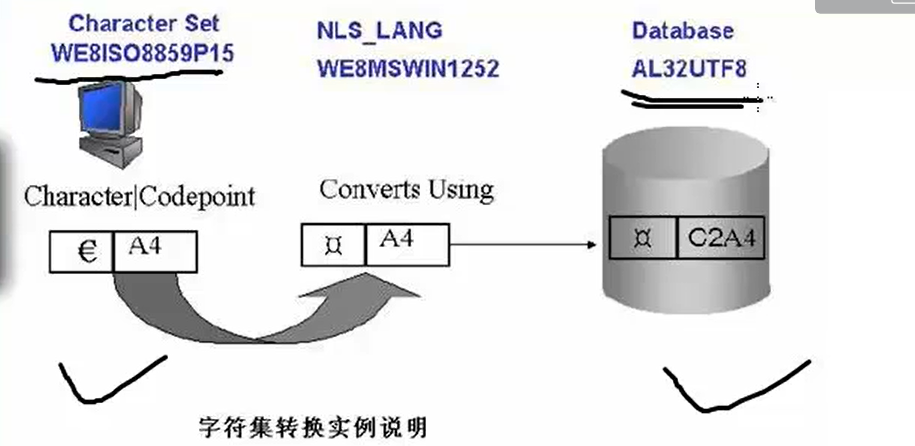 Character Set
WE8ISO8859P15
NLS_LANG
WE8MSWIN1252
Database
AL32UTF8
Character|Codepoint
Converts Using
€ A4
¤ A4
¤ C2A4
字符集转换实例说明